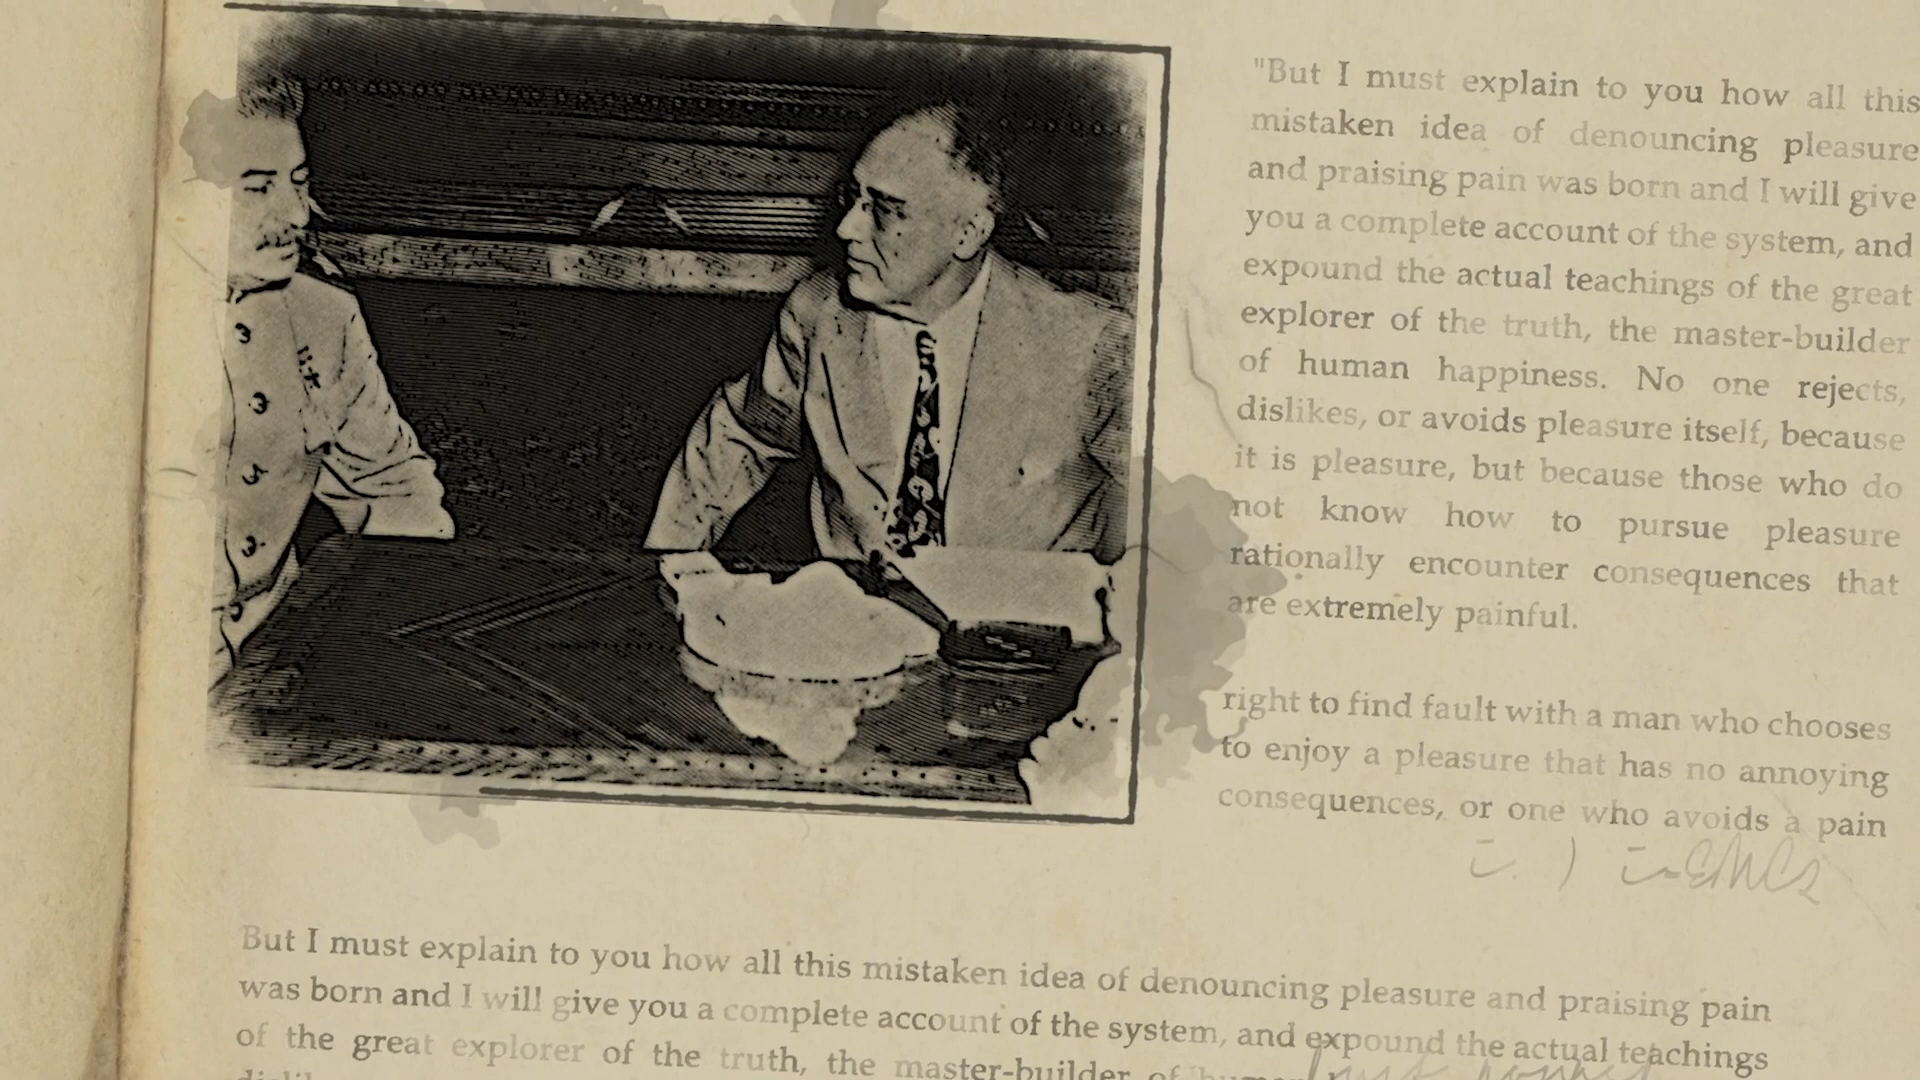 "But I must explain to you how all this
mistaken idea of denouncing pleasure
and praising pain was born and I will give
you a complete account of the system, and
expound the actual teachings of the great
explorer of the truth, the master-builder
of human happiness. No one rejects,
dislikes, or avoids pleasure itself, because
it is pleasure, but because those who do
not know how to pursue pleasure
rationally encounter consequences that
are extremely painful.
right to find fault with a man who chooses
to enjoy a pleasure that has no annoying
consequences, or one who avoids a pain
But I must explain to you how all this mistaken idea of denouncing pleasure and praising pain
was born and I will give you a complete account of the system, and expound the actual teachings
of the great explorer of the truth, the master-builder of